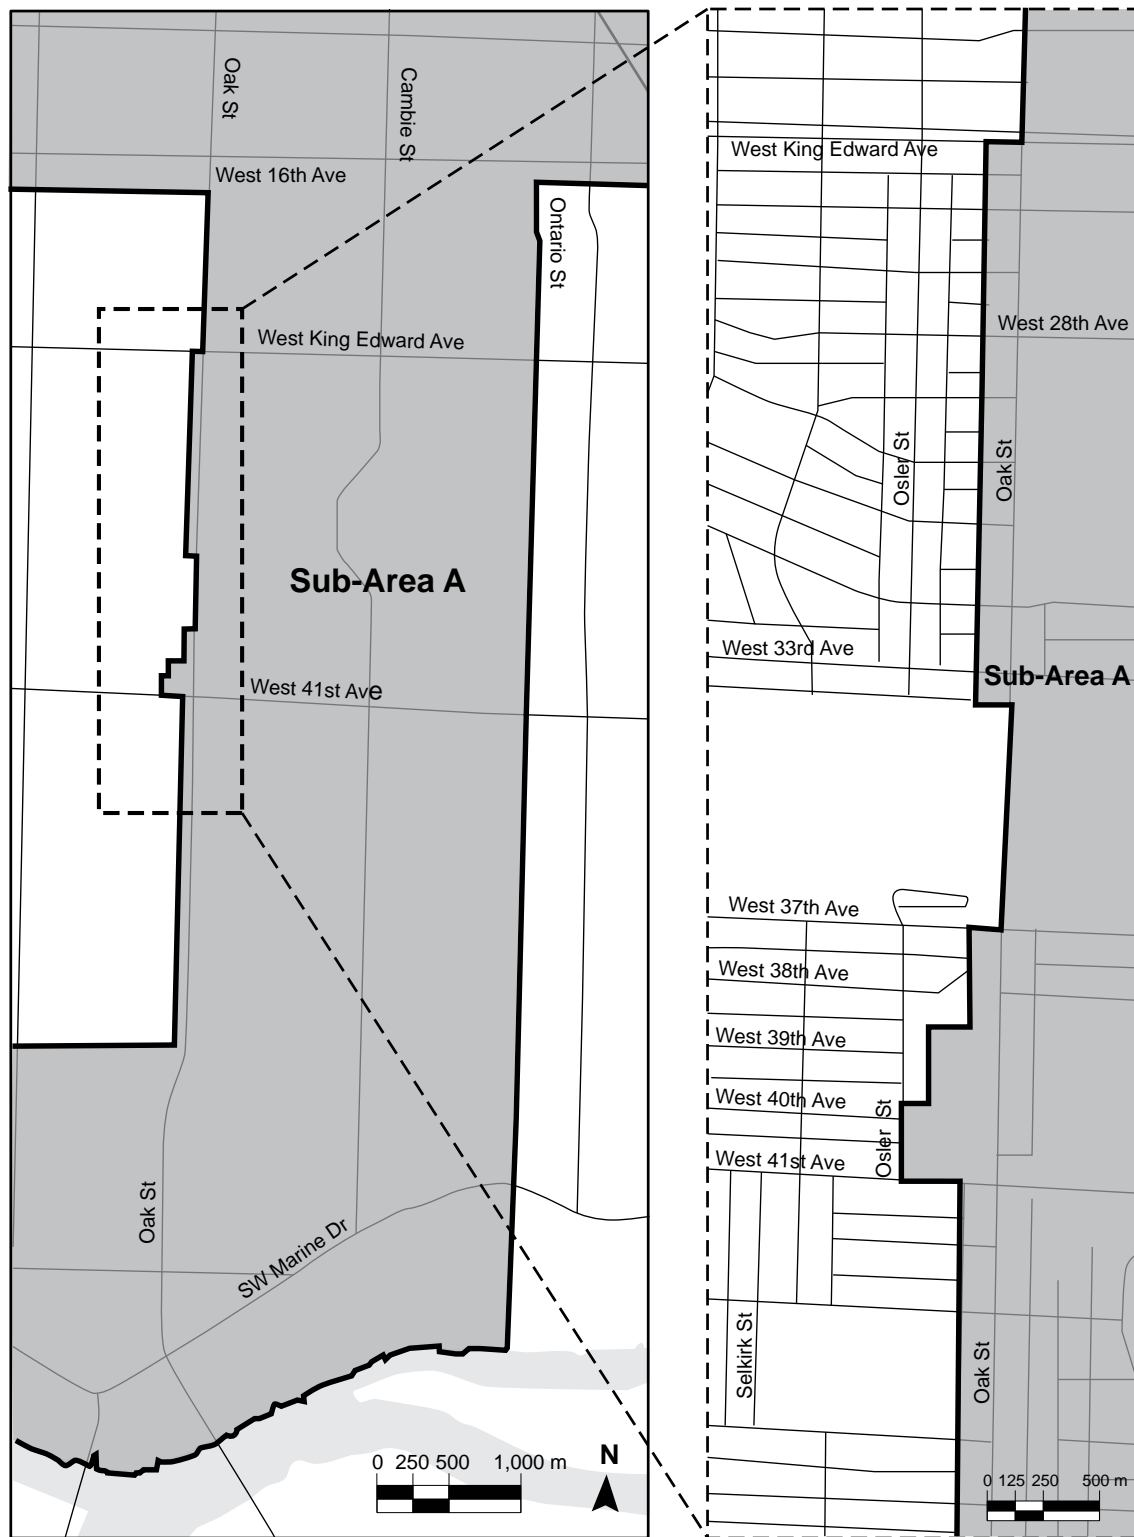 Oak St
Cambie St
West 16th Ave
Ontario St
West King Edward Ave
Sub-Area A
West 41st Ave
Oak St
SW Marine Dr
0 250 500 1,000 m
N
West King Edward Ave
West 28th Ave
Osler St
Oak St
West 33rd Ave
Sub-Area A
West 37th Ave
West 38th Ave
West 39th Ave
West 40th Ave
Osler St
West 41st Ave
Selkirk St
Oak St
0 125 250 500 m